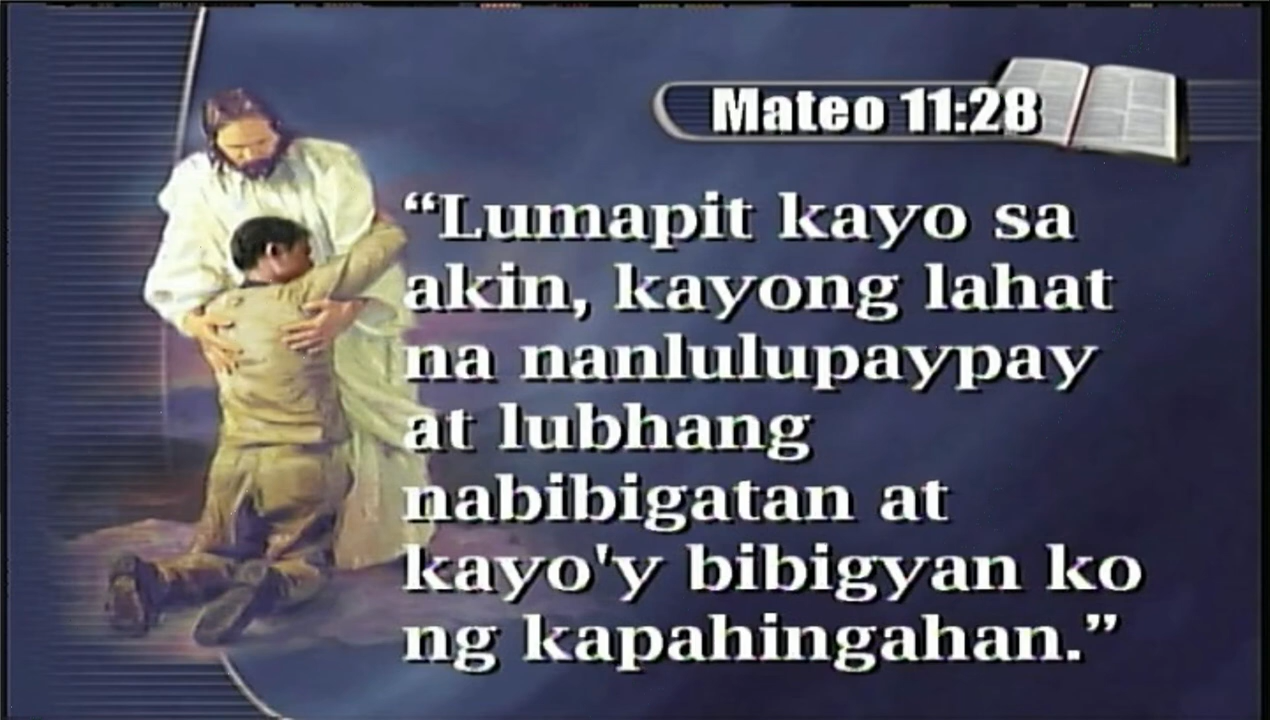 Mateo 11:28
“Lumapit kayo sa
akin, kayong lahat
na nanlulupaypay
at lubhang
nabibigatan at
kayo'y bibigyan ko
ng kapahingahan.”